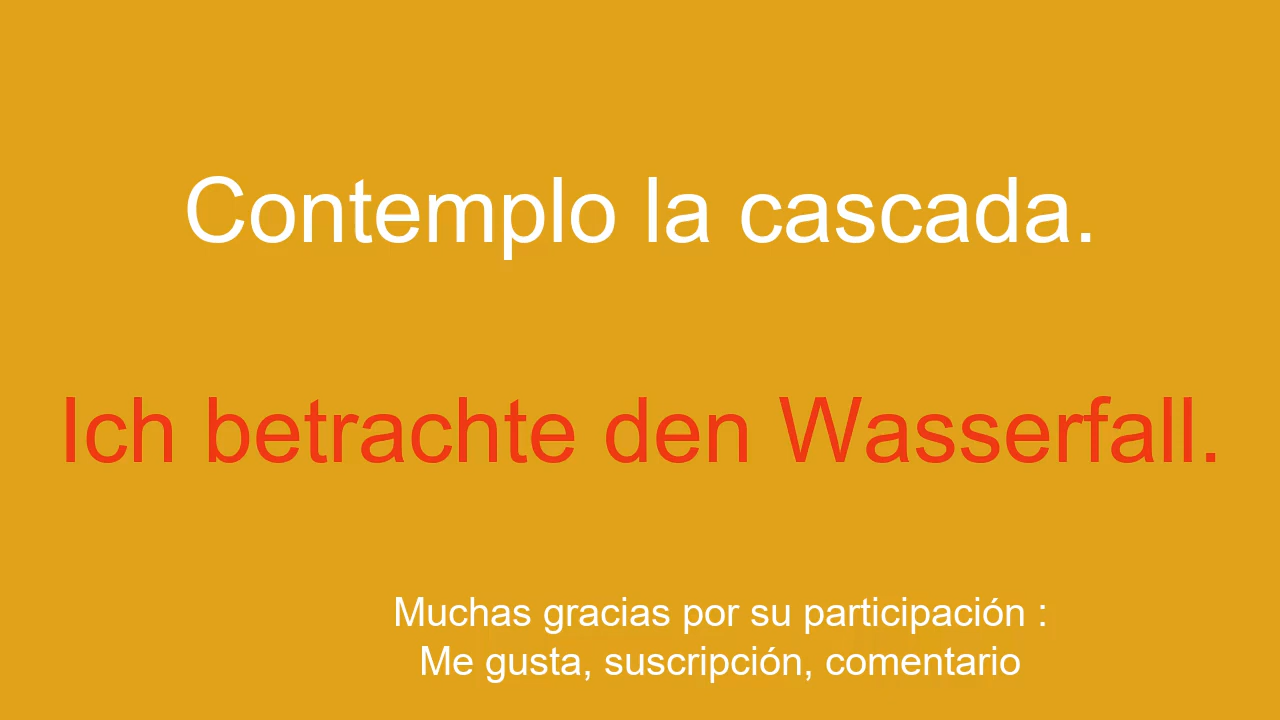 Contemplo la cascada.
Ich betrachte den Wasserfall.
Muchas gracias por su participación :
Me gusta, suscripción, comentario